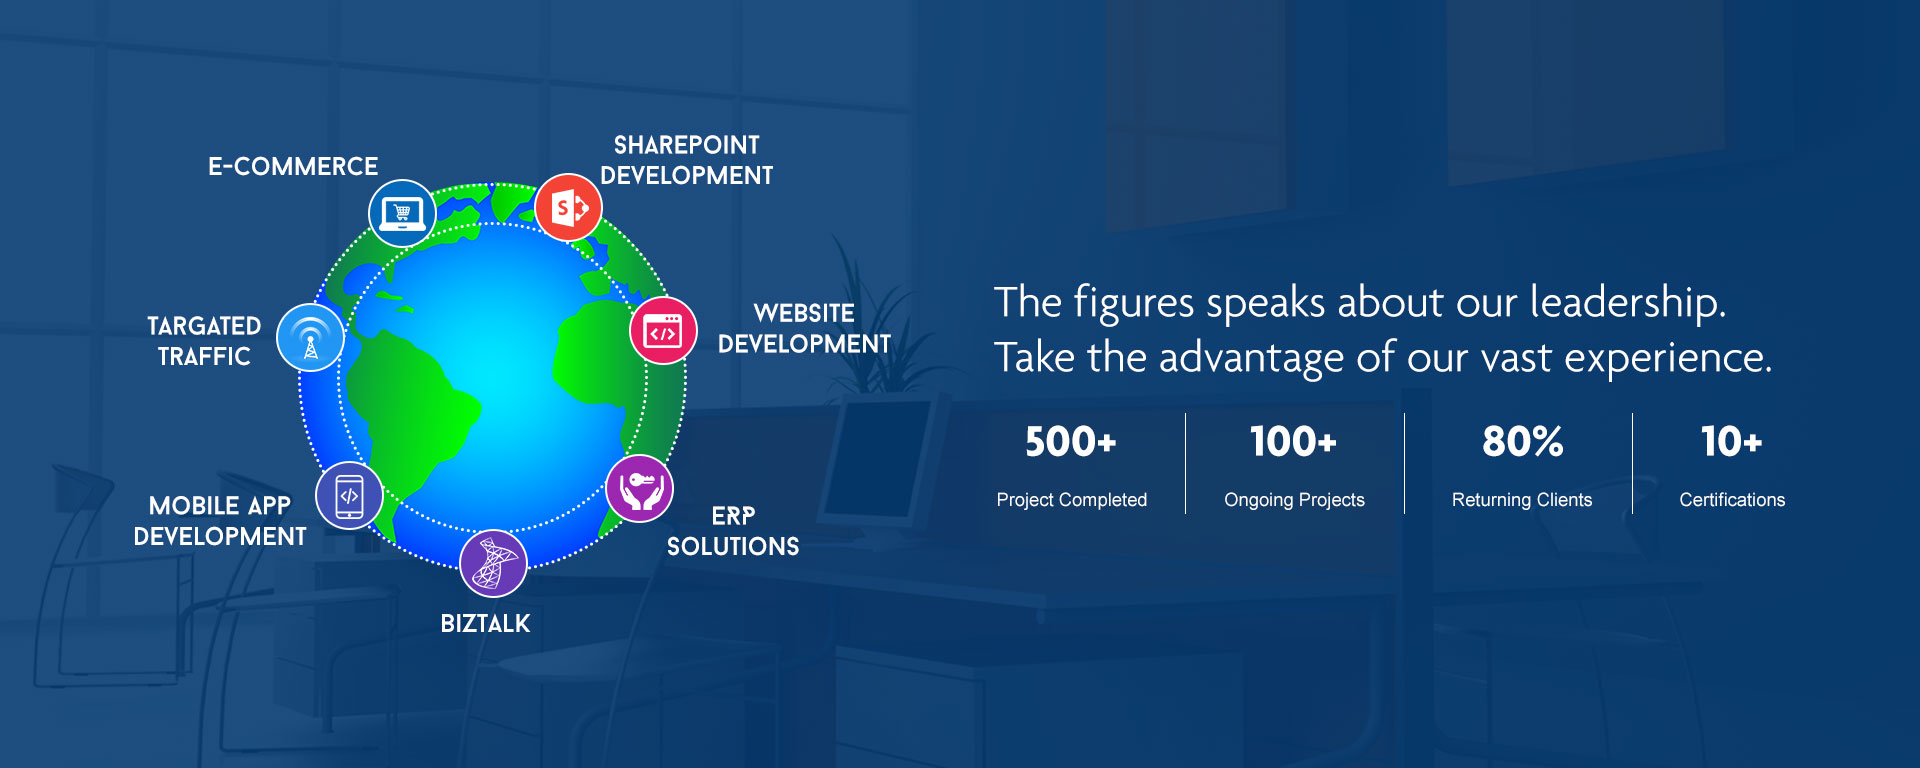 E-COMMERCE
SHAREPOINT
DEVELOPMENT
TARGATED
TRAFFIC
WEBSITE
DEVELOPMENT
MOBILE APP
DEVELOPMENT
ERP
SOLUTIONS
BIZTALK
S
</>
</>
</>
The figures speaks about our leadership.
Take the advantage of our vast experience.
500+
Project Completed
100+
Ongoing Projects
80%
Returning Clients
10+
Certifications